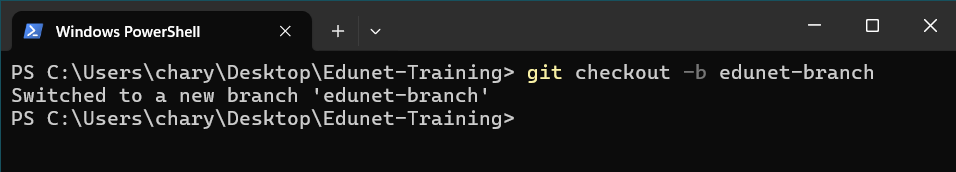 Windows PowerShell
PS C:\Users\chary\Desktop\Edunet-Training> git checkout -b edunet-branch
Switched to a new branch 'edunet-branch'
PS C:\Users\chary\Desktop\Edunet-Training>